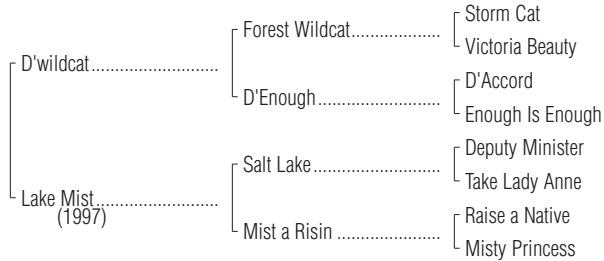 Storm Cat
Forest Wildcat....................
Victoria Beauty
D'wildcat............................
D'Accord
D'Enough...........................
Enough Is Enough
Deputy Minister
Salt Lake............................
Take Lady Anne
Lake Mist...........................
(1997)
Raise a Native
Mist a Risin .......................
Misty Princess